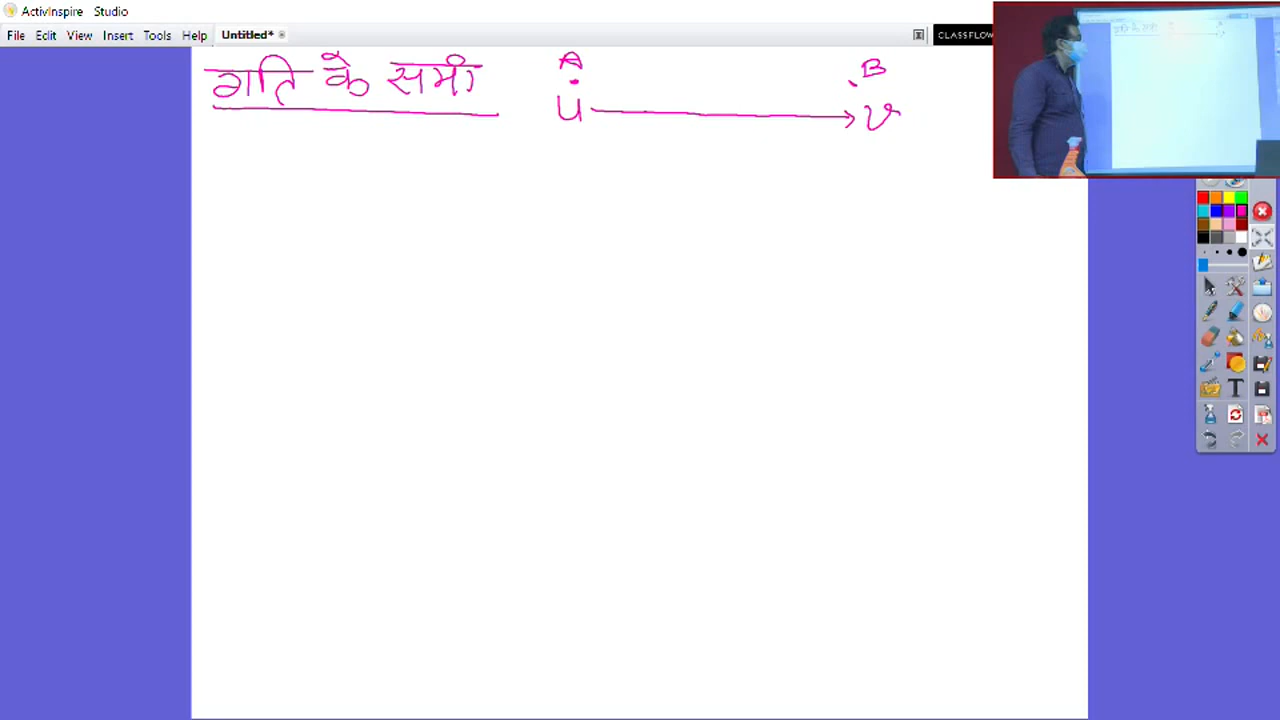 ActivInspire Studio
File Edit View Insert Tools Help Untitled* CLASSFLOW
गति के समी
A B
u v